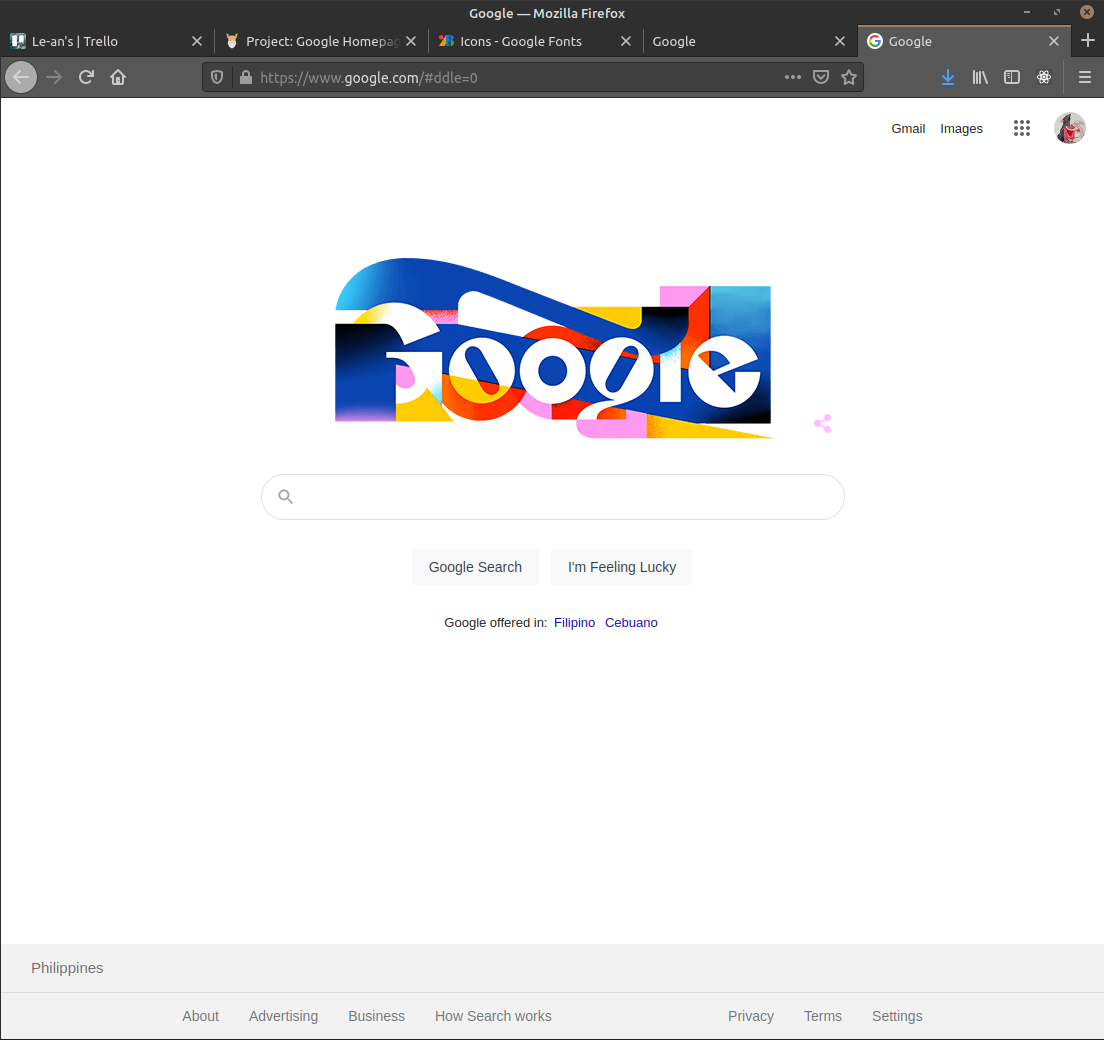 Google — Mozilla Firefox
Le-an's | Trello Project: Google Homepag Icons - Google Fonts Google Google
https://www.google.com/#ddle=0
Gmail Images
Google
Google Search I'm Feeling Lucky
Google offered in: Filipino Cebuano
Philippines
About Advertising Business How Search works Privacy Terms Settings